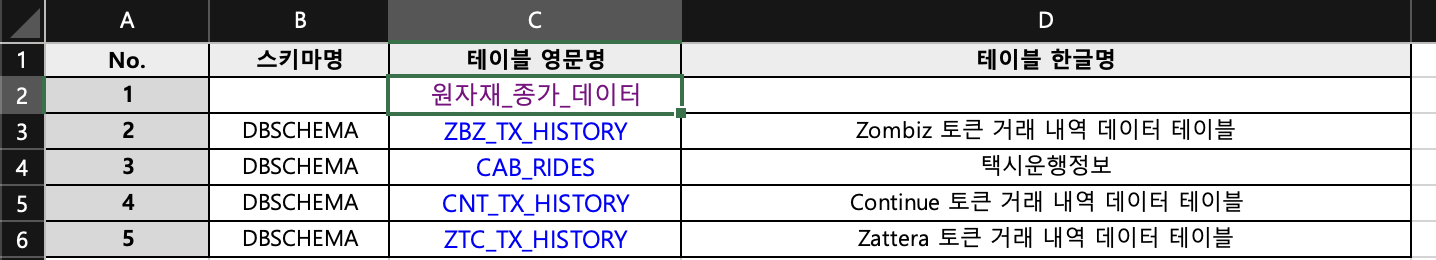 A B C D
1 No. 스키마명 테이블 영문명 테이블 한글명
2 1 원자재_종가_데이터
3 2 DBSCHEMA ZBZ_TX_HISTORY Zombiz 토큰 거래 내역 데이터 테이블
4 3 DBSCHEMA CAB_RIDES 택시운행정보
5 4 DBSCHEMA CNT_TX_HISTORY Continue 토큰 거래 내역 데이터 테이블
6 5 DBSCHEMA ZTC_TX_HISTORY Zattera 토큰 거래 내역 데이터 테이블